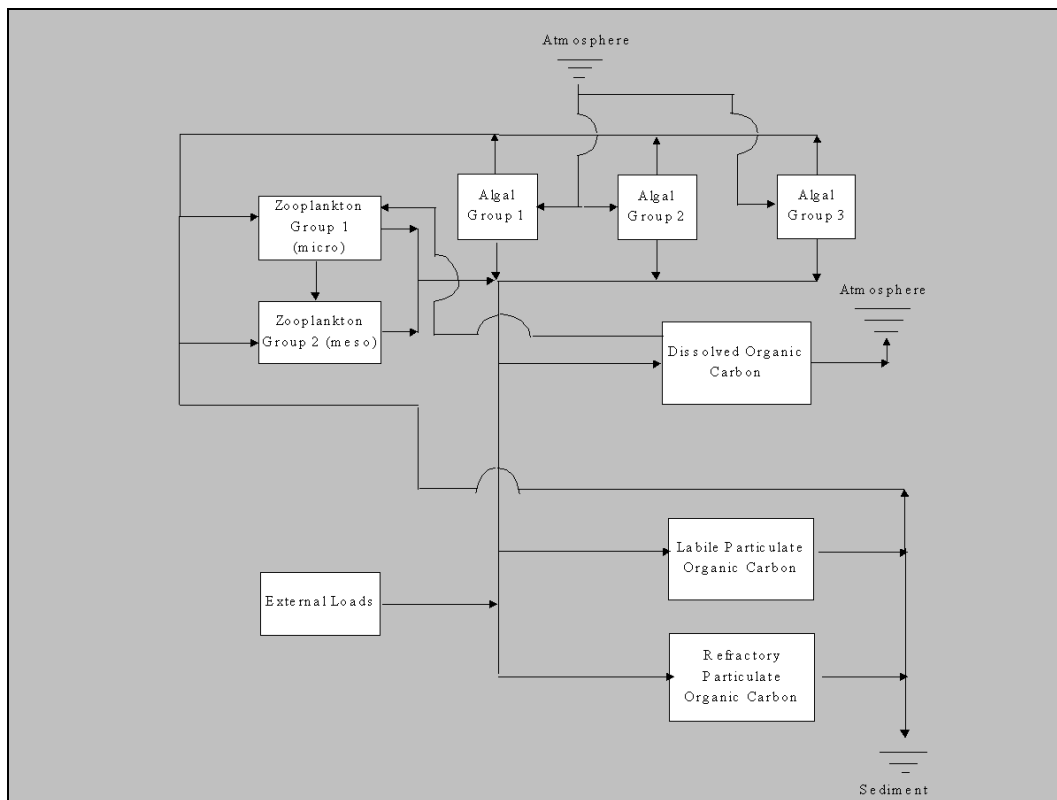 Atmosphere
Algal
Group 1
Algal
Group 2
Algal
Group 3
Zooplankton
Group 1
(micro)
Zooplankton
Group 2 (meso)
Atmosphere
Dissolved Organic
Carbon
Labile Particulate
Organic Carbon
External Loads
Refractory
Particulate
Organic Carbon
Sediment